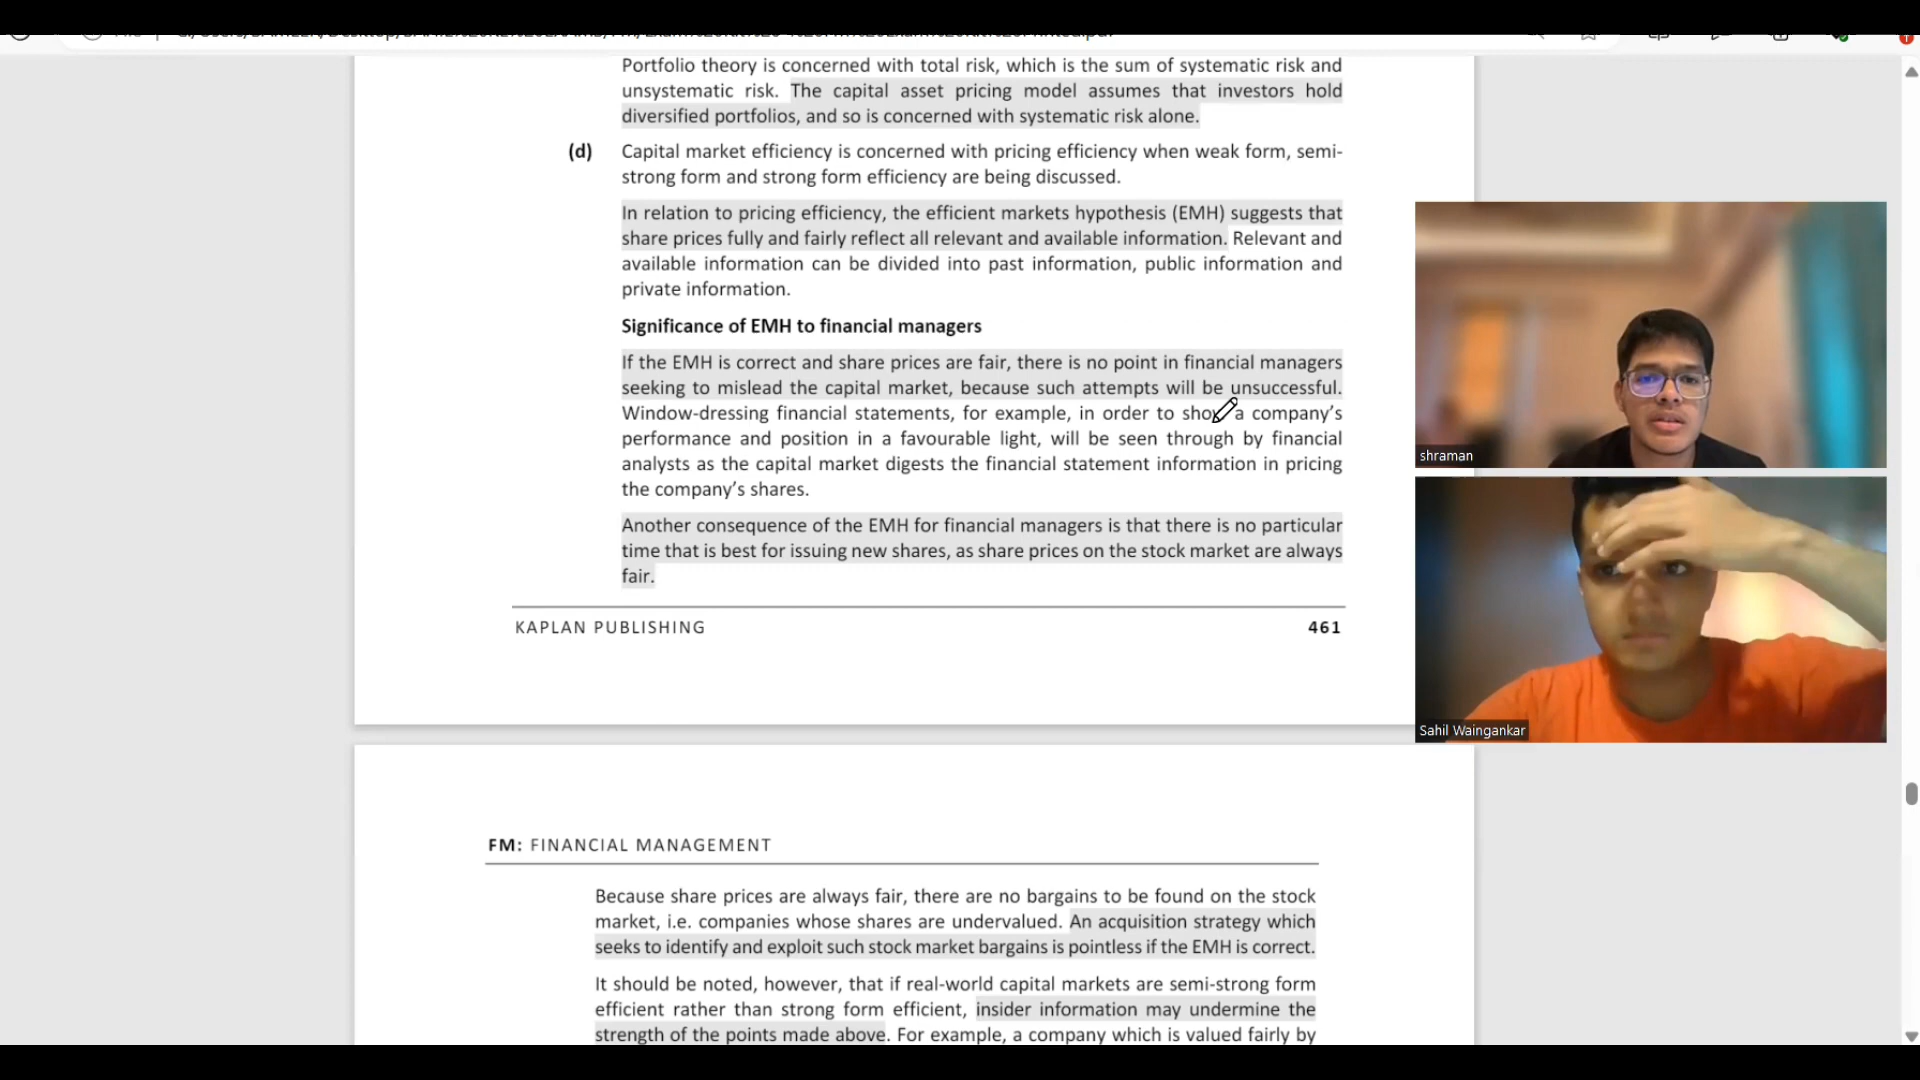 Portfolio theory is concerned with total risk, which is the sum of systematic risk and
unsystematic risk. The capital asset pricing model assumes that investors hold
diversified portfolios, and so is concerned with systematic risk alone.
(d) Capital market efficiency is concerned with pricing efficiency when weak form, semi-
strong form and strong form efficiency are being discussed.
In relation to pricing efficiency, the efficient markets hypothesis (EMH) suggests that
share prices fully and fairly reflect all relevant and available information. Relevant and
available information can be divided into past information, public information and
private information.
Significance of EMH to financial managers
If the EMH is correct and share prices are fair, there is no point in financial managers
seeking to mislead the capital market, because such attempts will be unsuccessful.
Window-dressing financial statements, for example, in order to show a company's
performance and position in a favourable light, will be seen through by financial
analysts as the capital market digests the financial statement information in pricing
the company's shares.
Another consequence of the EMH for financial managers is that there is no particular
time that is best for issuing new shares, as share prices on the stock market are always
fair.
KAPLAN PUBLISHING 461
shraman
Sahil Waingankar
FM: FINANCIAL MANAGEMENT
Because share prices are always fair, there are no bargains to be found on the stock
market, i.e. companies whose shares are undervalued. An acquisition strategy which
seeks to identify and exploit such stock market bargains is pointless if the EMH is correct.
It should be noted, however, that if real-world capital markets are semi-strong form
efficient rather than strong form efficient, insider information may undermine the
strength of the points made above. For example, a company which is valued fairly by